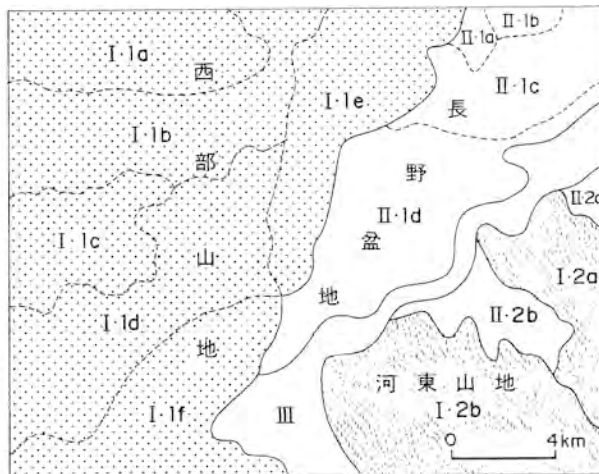 II・1b
II・1a
I・1a
西
II・1c
I・1e
長
I・1b
部
野
II・1d
II・2a
I・1c
盆
山
I・2a
地
I・1d
II・2b
地
河東山地
I・1f
I・2b
III
0 4km